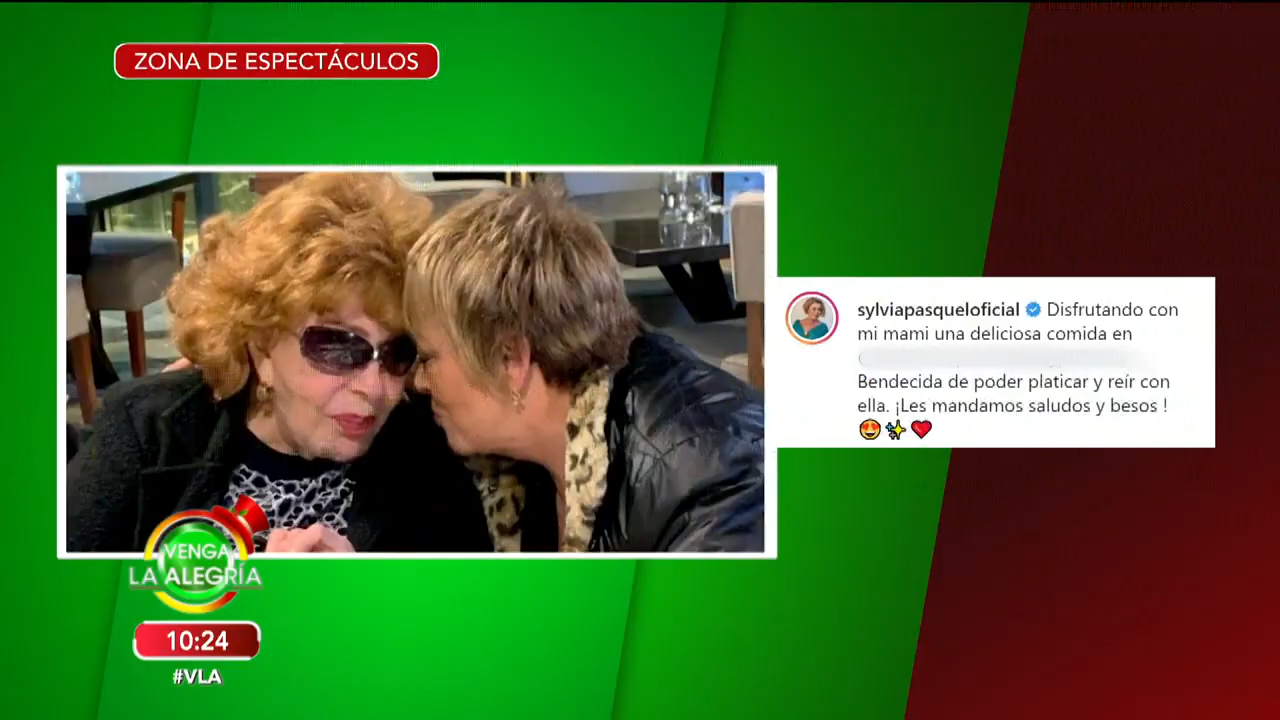 ZONA DE ESPECTÁCULOS
sylviapasqueloficial Disfrutando con
mi mami una deliciosa comida en
Bendecida de poder platicar y reír con
ella. ¡Les mandamos saludos y besos !
VENGA
LA ALEGRÍA
10:24
#VLA